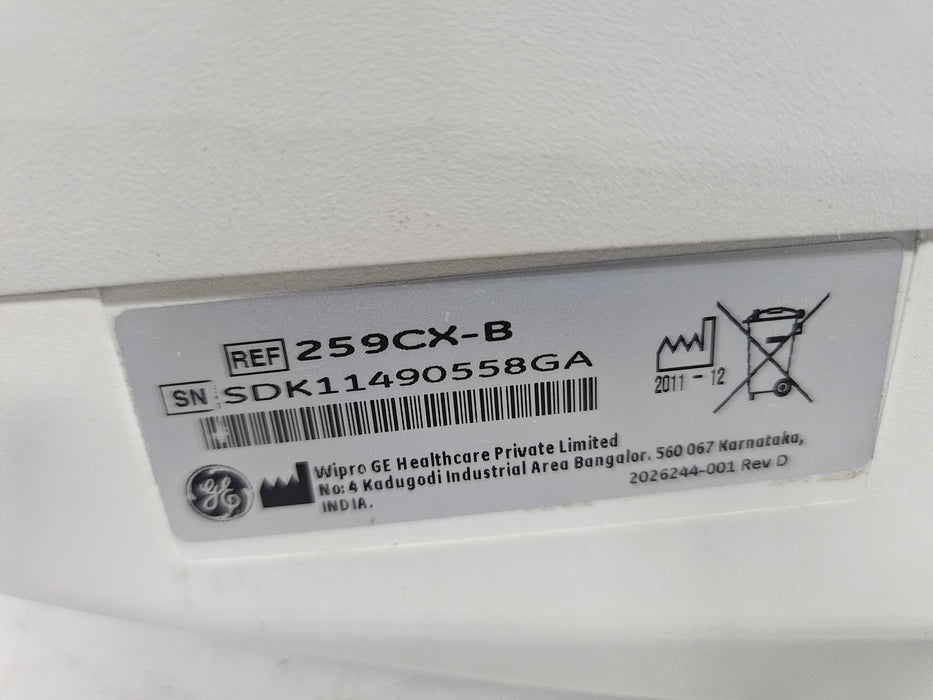 REF 259CX-B
SN SDK11490558GA
2011 - 12
Wipro GE Healthcare Private Limited
No: 4 Kadugodi Industrial Area Bangalor. 560 067 Karnataka,
INDIA.
2026244-001 Rev D
GE